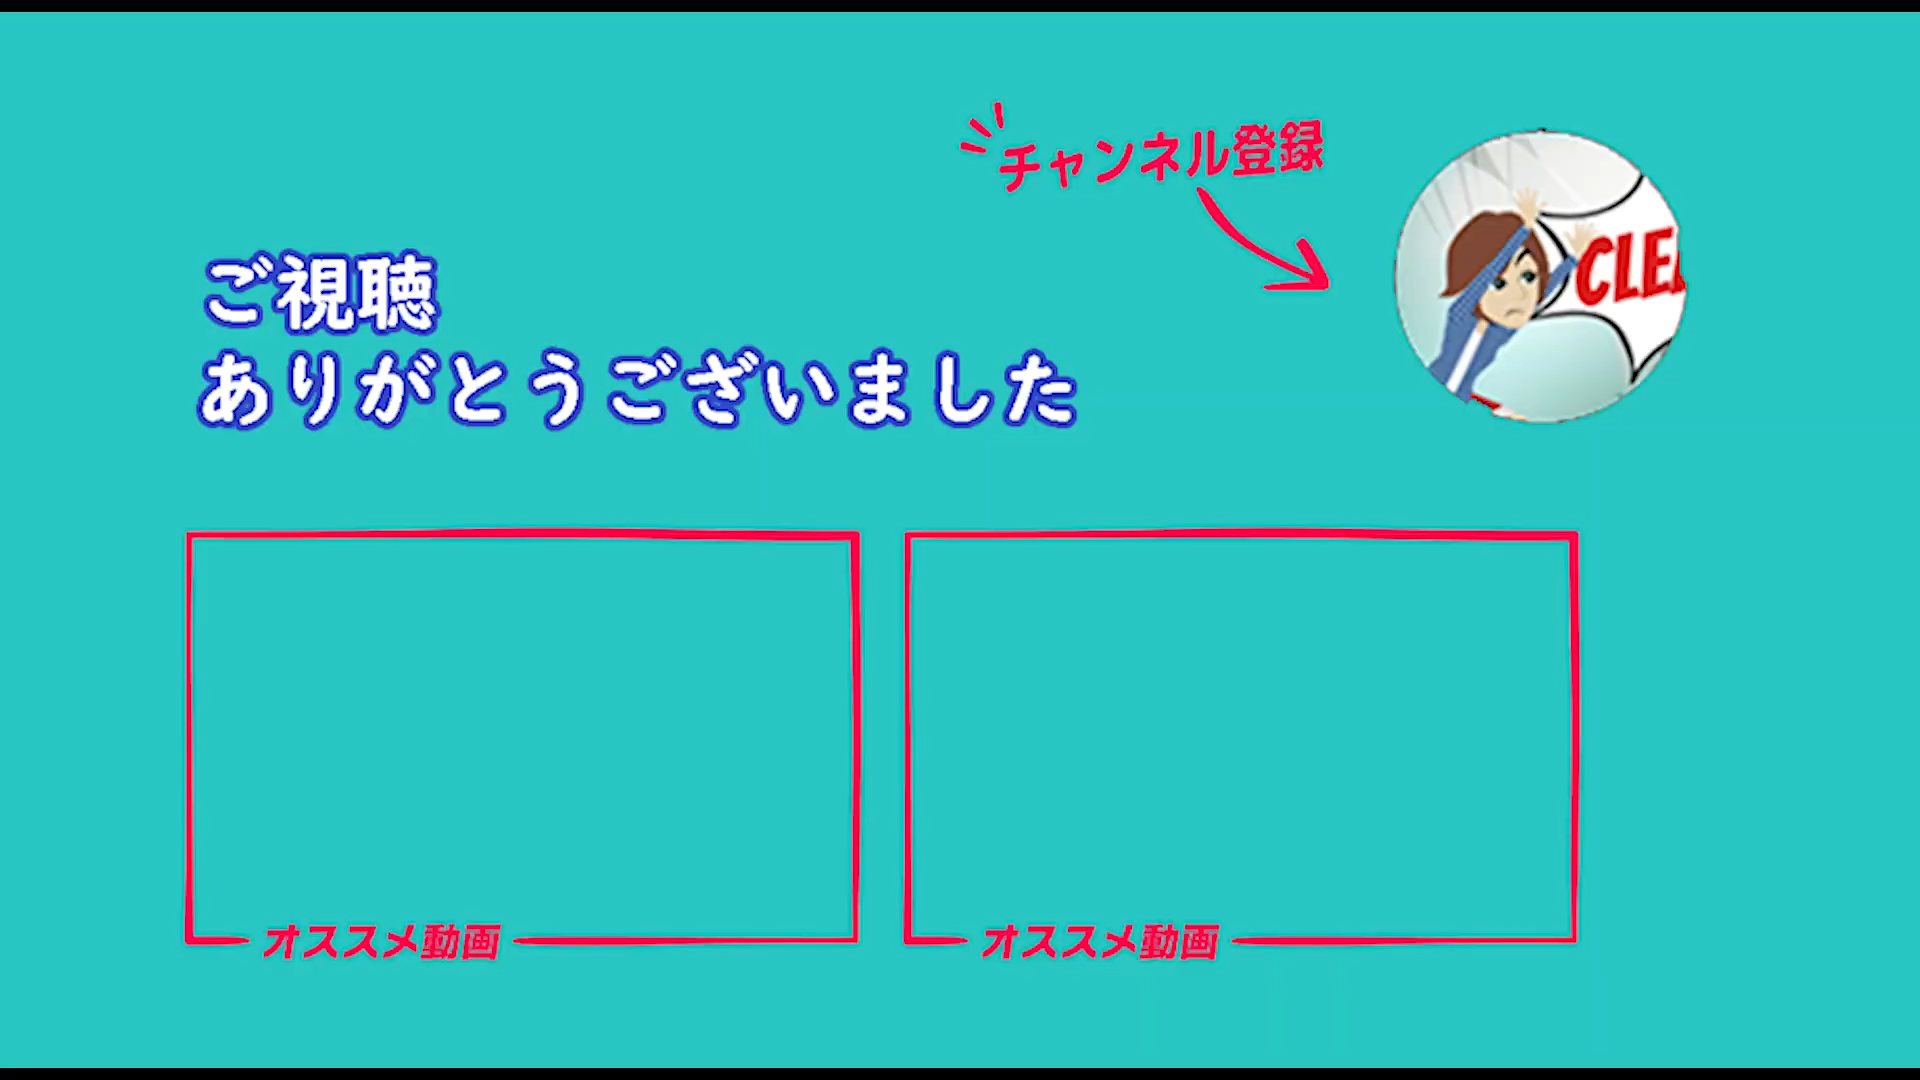 チャンネル登録
ご視聴
ありがとうございました
オススメ動画
オススメ動画